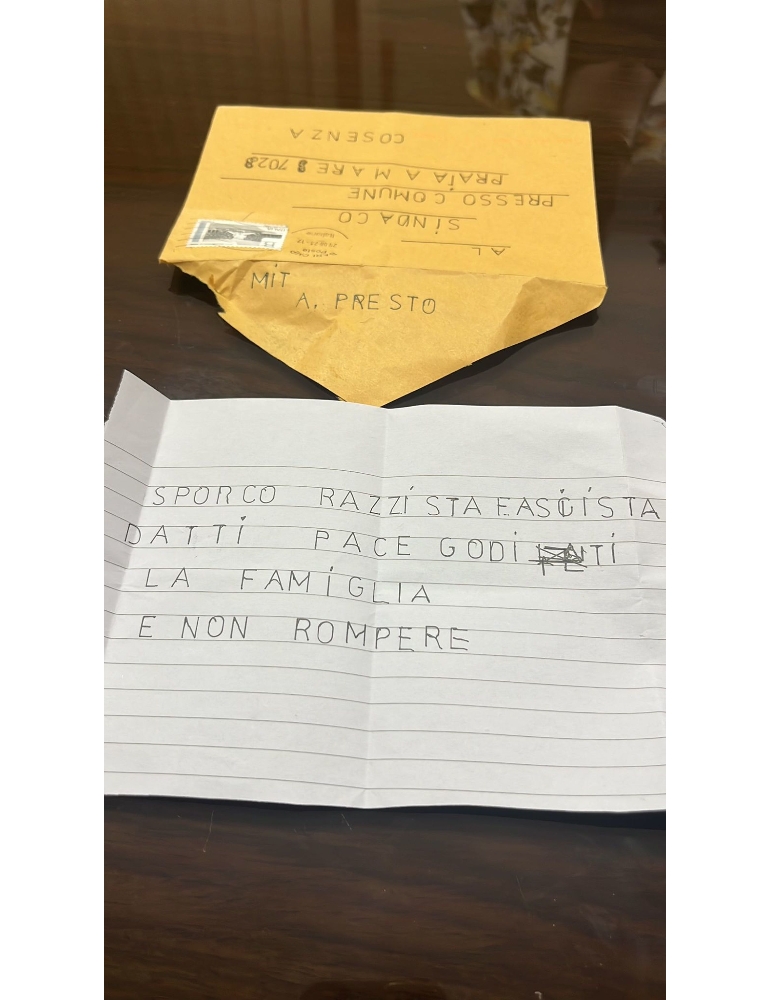 AL
SINDACO
PRESSO COMUNE
PRAIA A MARE 87028
COSENZA
MIT
A. PRESTO
SPORCO RAZZISTA FASCISTA
DATTI PACE GODITI
LA FAMIGLIA
E NON ROMPERE